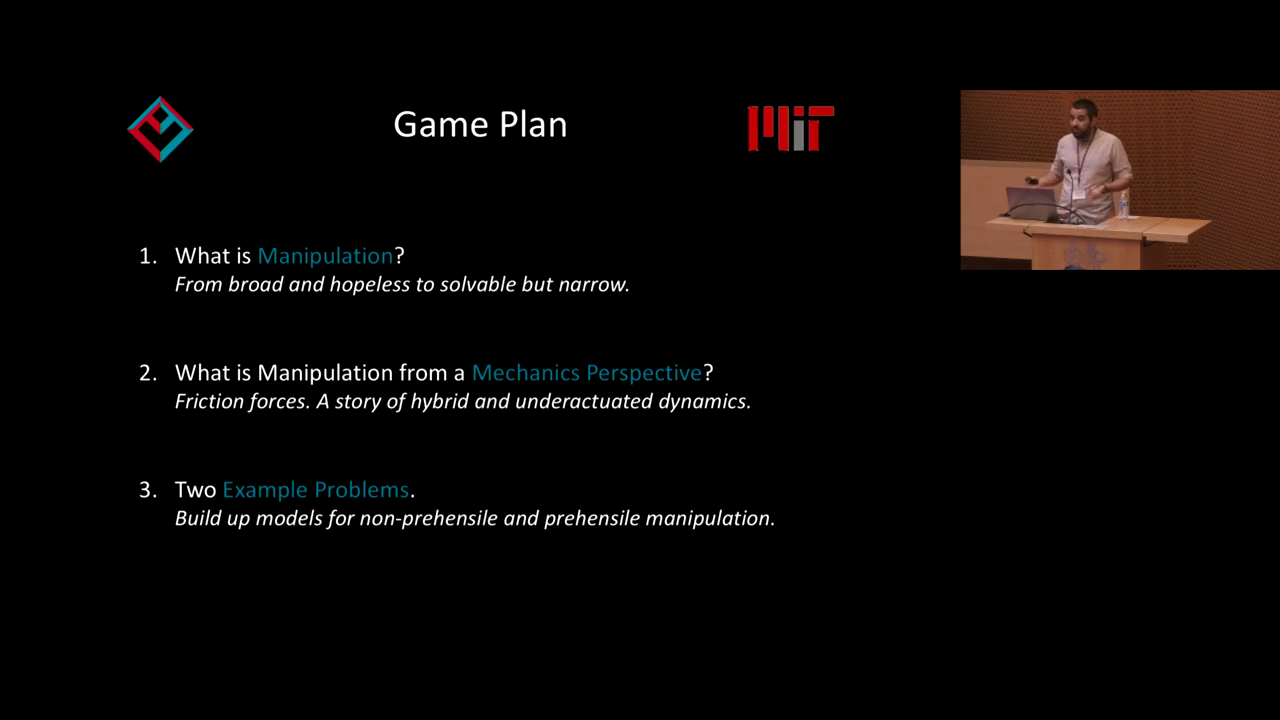 Game Plan
MIT
1. What is Manipulation?
From broad and hopeless to solvable but narrow.
2. What is Manipulation from a Mechanics Perspective?
Friction forces. A story of hybrid and underactuated dynamics.
3. Two Example Problems.
Build up models for non-prehensile and prehensile manipulation.